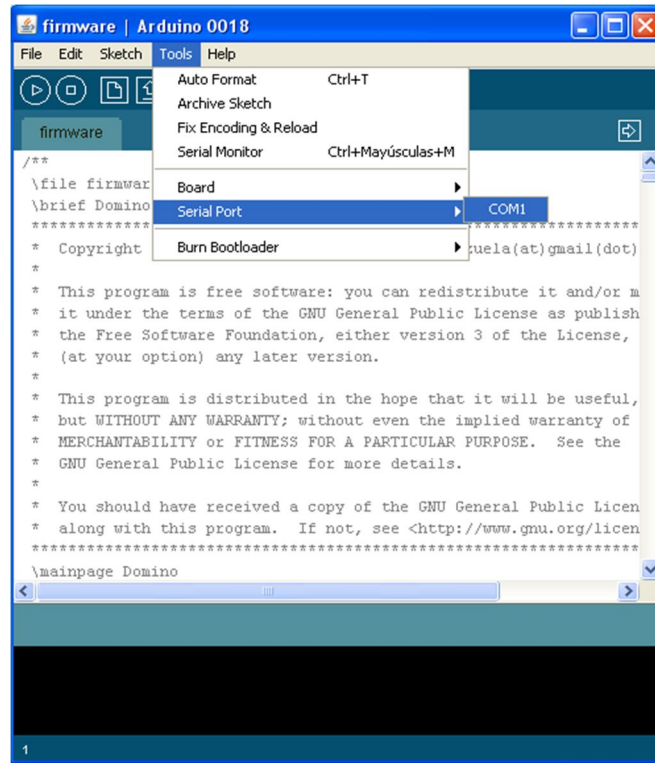 firmware | Arduino 0018
File Edit Sketch Tools Help
firmware
Auto Format Ctrl+T
Archive Sketch
Fix Encoding & Reload
Serial Monitor Ctrl+Mayúsculas+M
Board
Serial Port
COM1
Burn Bootloader
/**
\file firmwar
\brief Domino
* Copyright zuela(at)gmail(dot)
*
* This program is free software: you can redistribute it and/or m
* it under the terms of the GNU General Public License as publish
* the Free Software Foundation, either version 3 of the License,
* (at your option) any later version.
*
* This program is distributed in the hope that it will be useful,
* but WITHOUT ANY WARRANTY; without even the implied warranty of
* MERCHANTABILITY or FITNESS FOR A PARTICULAR PURPOSE. See the
* GNU General Public License for more details.
*
* You should have received a copy of the GNU General Public Licen
* along with this program. If not, see <http://www.gnu.org/licen
*******************************************************************
\mainpage Domino
1